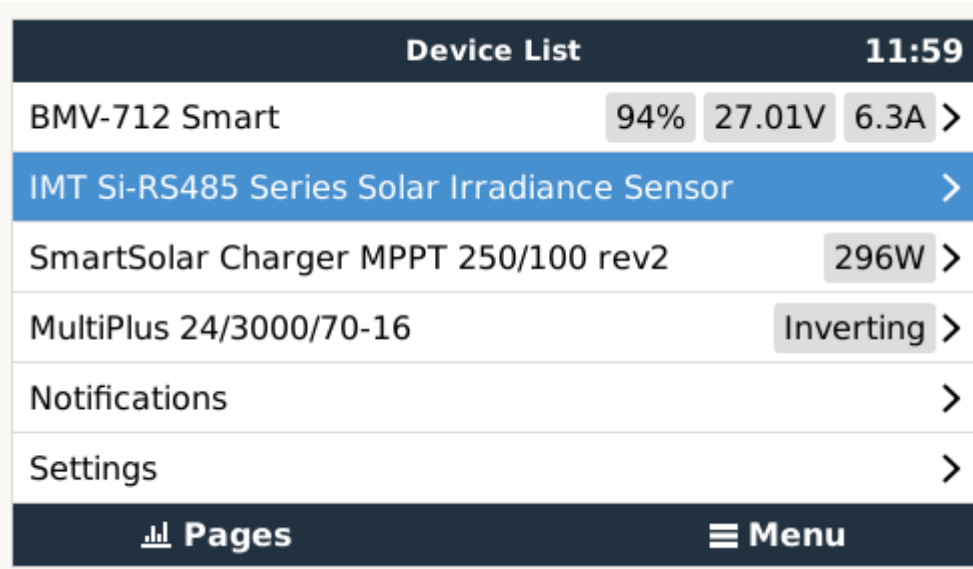 Device List 11:59
BMV-712 Smart 94% 27.01V 6.3A
IMT Si-RS485 Series Solar Irradiance Sensor
SmartSolar Charger MPPT 250/100 rev2 296W
MultiPlus 24/3000/70-16 Inverting
Notifications
Settings
Pages Menu